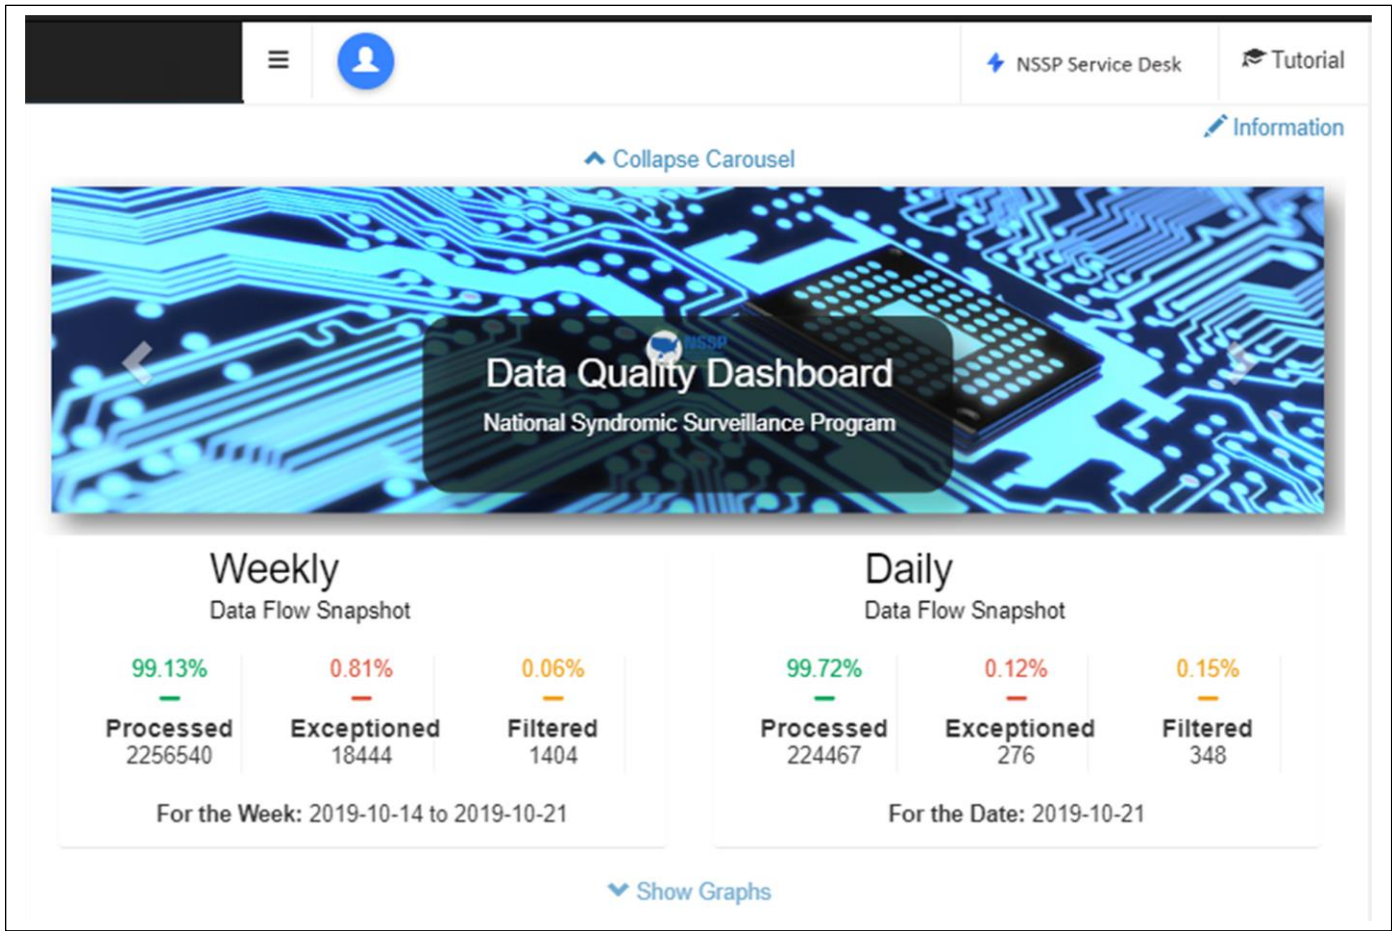 NSSP Service Desk
Tutorial
Information
Collapse Carousel
NSSP
Data Quality Dashboard
National Syndromic Surveillance Program
Weekly
Data Flow Snapshot
99.13% 0.81% 0.06%
Processed Exceptioned Filtered
2256540 18444 1404
For the Week: 2019-10-14 to 2019-10-21
Daily
Data Flow Snapshot
99.72% 0.12% 0.15%
Processed Exceptioned Filtered
224467 276 348
For the Date: 2019-10-21
Show Graphs